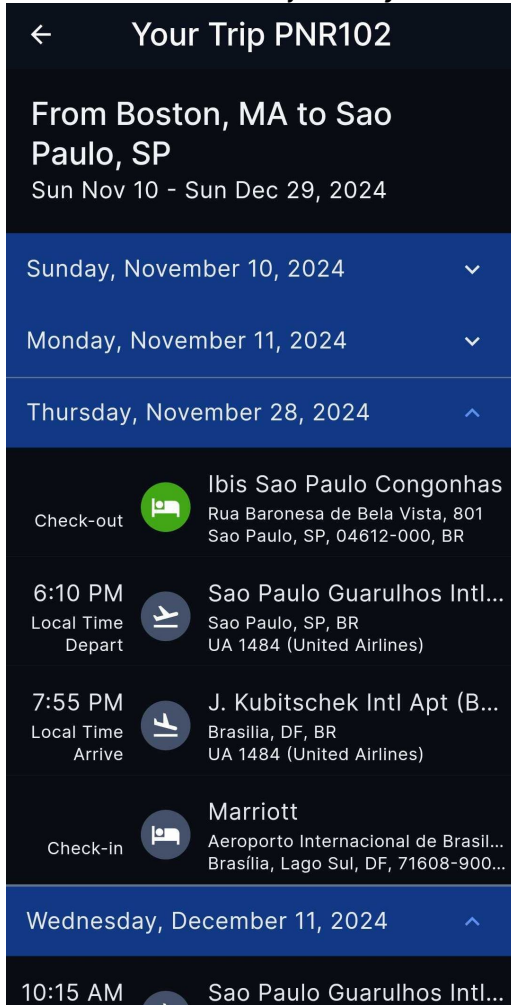 Your Trip PNR102
From Boston, MA to Sao
Paulo, SP
Sun Nov 10 - Sun Dec 29, 2024
Sunday, November 10, 2024
Monday, November 11, 2024
Thursday, November 28, 2024
Check-out
Ibis Sao Paulo Congonhas
Rua Baronesa de Bela Vista, 801
Sao Paulo, SP, 04612-000, BR
6:10 PM
Local Time
Depart
Sao Paulo Guarulhos Intl...
Sao Paulo, SP, BR
UA 1484 (United Airlines)
7:55 PM
Local Time
Arrive
J. Kubitschek Intl Apt (B...
Brasilia, DF, BR
UA 1484 (United Airlines)
Check-in
Marriott
Aeroporto Internacional de Brasil...
Brasília, Lago Sul, DF, 71608-900...
Wednesday, December 11, 2024
10:15 AM
Sao Paulo Guarulhos Intl...